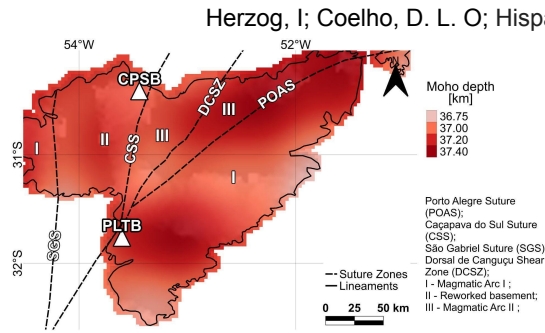 Herzog, I; Coelho, D. L. O; Hispa
54°W
52°W
CPSB
DCSZ
POAS
III
III
II
I
CSS
I
31°S
PLTB
SGS
32°S
Moho depth
[km]
36.75
37.00
37.20
37.40
Porto Alegre Suture
(POAS);
Caçapava do Sul Suture
(CSS);
São Gabriel Suture (SGS)
Dorsal de Canguçu Shear
Zone (DCSZ);
I - Magmatic Arc I ;
II - Reworked basement;
III - Magmatic Arc II ;
Suture Zones
Lineaments
0 25 50 km